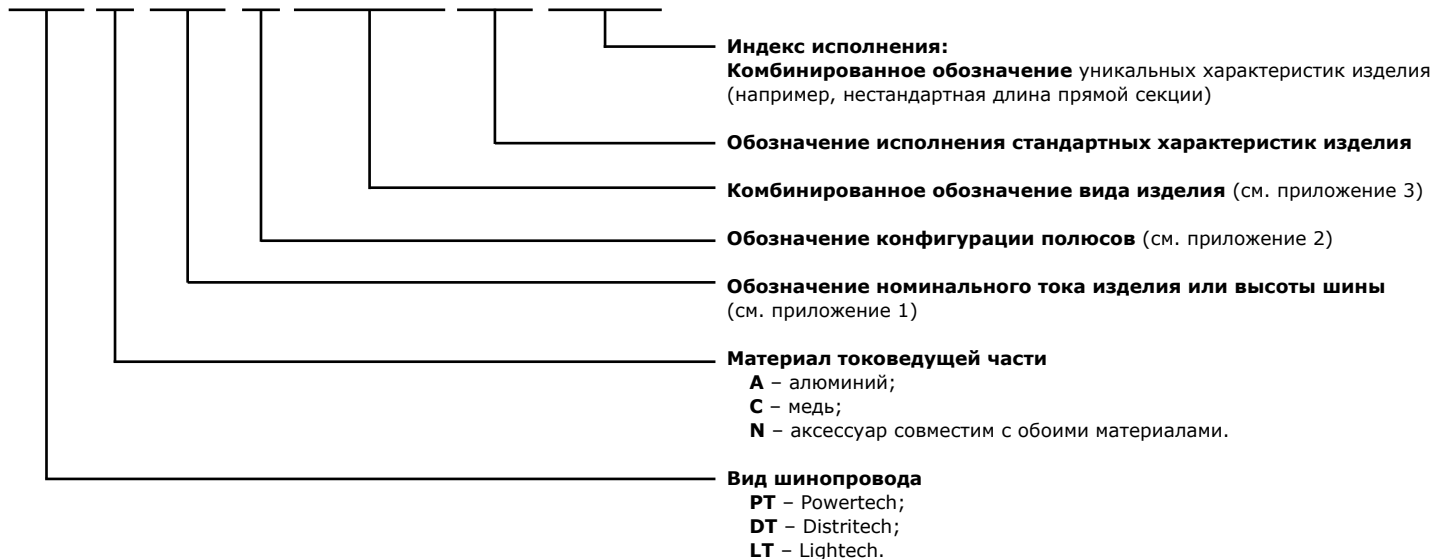 Индекс исполнения:
Комбинированное обозначение уникальных характеристик изделия
(например, нестандартная длина прямой секции)
Обозначение исполнения стандартных характеристик изделия
Комбинированное обозначение вида изделия (см. приложение 3)
Обозначение конфигурации полюсов (см. приложение 2)
Обозначение номинального тока изделия или высоты шины
(см. приложение 1)
Материал токоведущей части
A – алюминий;
C – медь;
N – аксессуар совместим с обоими материалами.
Вид шинопровода
PT – Powertech;
DT – Distritech;
LT – Lightech.